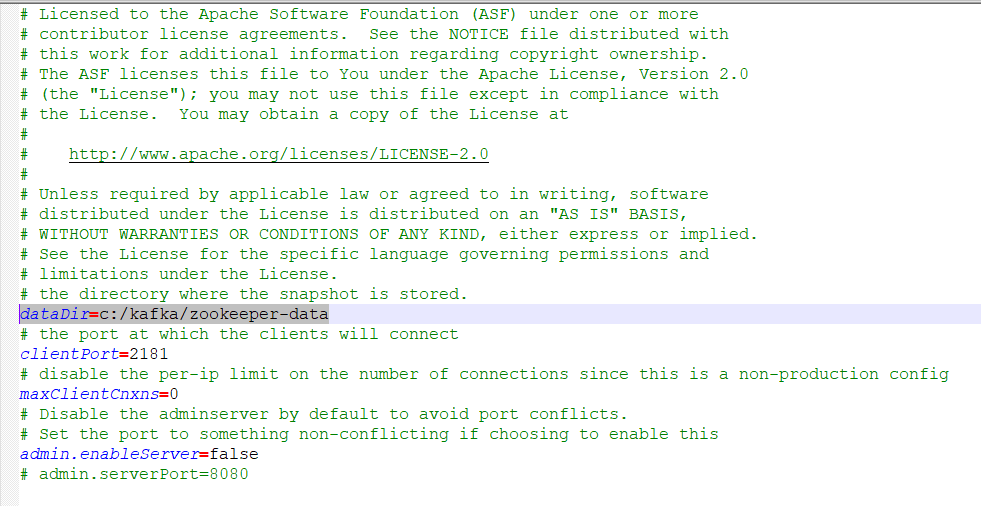 # Licensed to the Apache Software Foundation (ASF) under one or more
# contributor license agreements.  See the NOTICE file distributed with
# this work for additional information regarding copyright ownership.
# The ASF licenses this file to You under the Apache License, Version 2.0
# (the "License"); you may not use this file except in compliance with
# the License.  You may obtain a copy of the License at
#
#    http://www.apache.org/licenses/LICENSE-2.0
#
# Unless required by applicable law or agreed to in writing, software
# distributed under the License is distributed on an "AS IS" BASIS,
# WITHOUT WARRANTIES OR CONDITIONS OF ANY KIND, either express or implied.
# See the License for the specific language governing permissions and
# limitations under the License.
# the directory where the snapshot is stored.
dataDir=c:/kafka/zookeeper-data
# the port at which the clients will connect
clientPort=2181
# disable the per-ip limit on the number of connections since this is a non-production config
maxClientCnxns=0
# Disable the adminserver by default to avoid port conflicts.
# Set the port to something non-conflicting if choosing to enable this
admin.enableServer=false
# admin.serverPort=8080